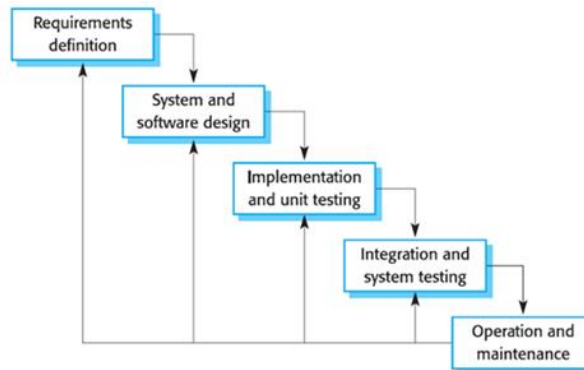 Requirements
definition
System and
software design
Implementation
and unit testing
Integration and
system testing
Operation and
maintenance